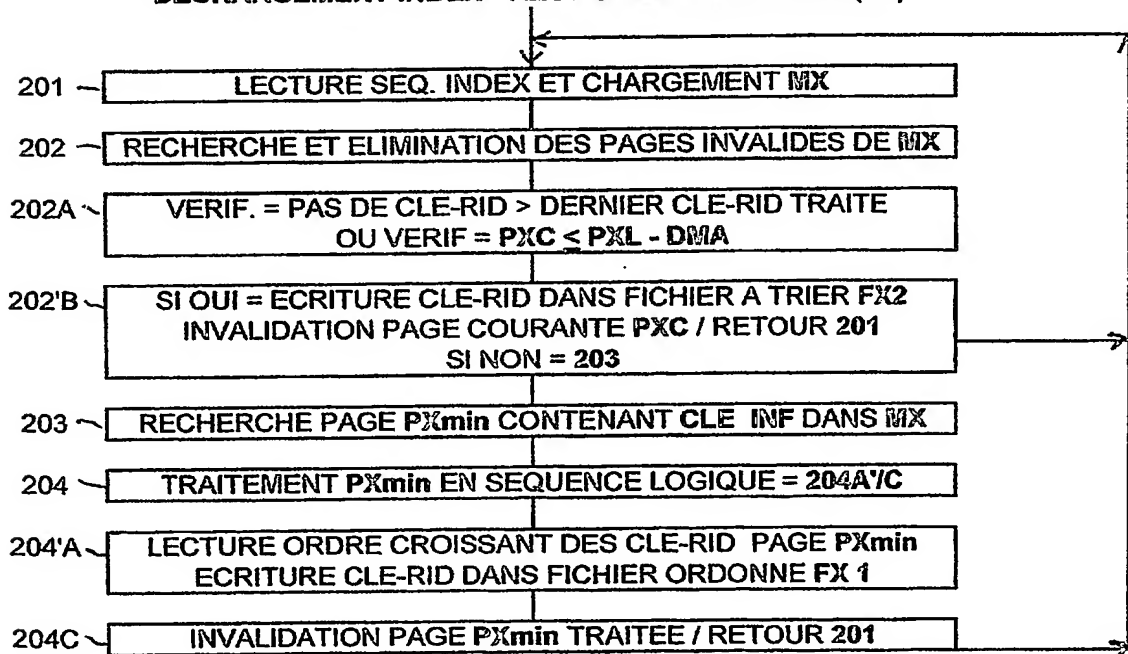 201
LECTURE SEQ. INDEX ET CHARGEMENT MX
202
RECHERCHE ET ELIMINATION DES PAGES INVALIDES DE MX
202A
VERIF. = PAS DE CLE-RID > DERNIER CLE-RID TRAITE
OU VERIF = PXC ≤ PXL - DMA
202'B
SI OUI = ECRITURE CLE-RID DANS FICHIER A TRIER FX2
INVALIDATION PAGE COURANTE PXC / RETOUR 201
SI NON = 203
203
RECHERCHE PAGE PXmin CONTENANT CLE INF DANS MX
204
TRAITEMENT PXmin EN SEQUENCE LOGIQUE = 204A'/C
204'A
LECTURE ORDRE CROISSANT DES CLE-RID PAGE PXmin
ECRITURE CLE-RID DANS FICHIER ORDONNE FX 1
204C
INVALIDATION PAGE PXmin TRAITEE / RETOUR 201